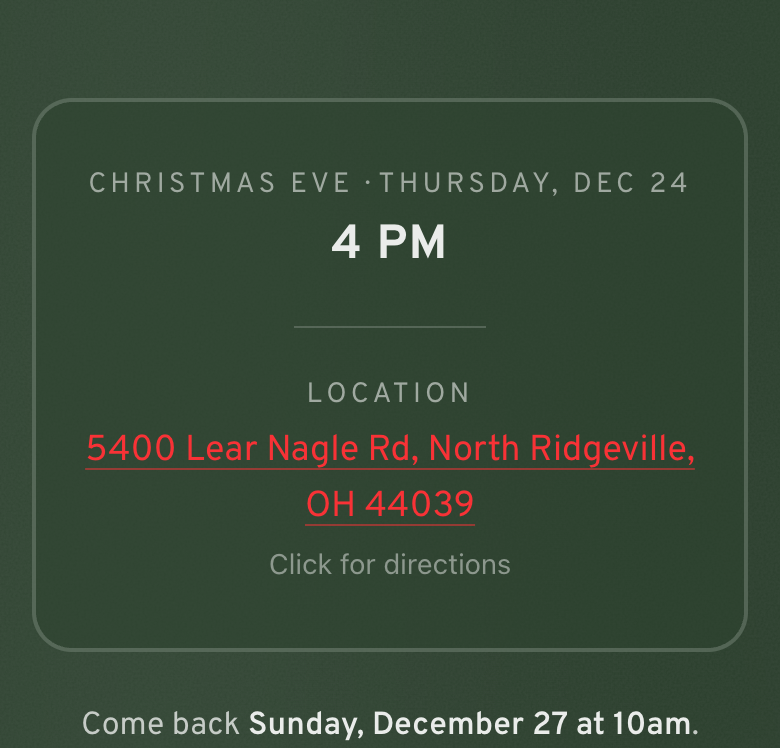 CHRISTMAS EVE · THURSDAY, DEC 24
4 PM
LOCATION
5400 Lear Nagle Rd, North Ridgeville,
OH 44039
Click for directions
Come back Sunday, December 27 at 10am.